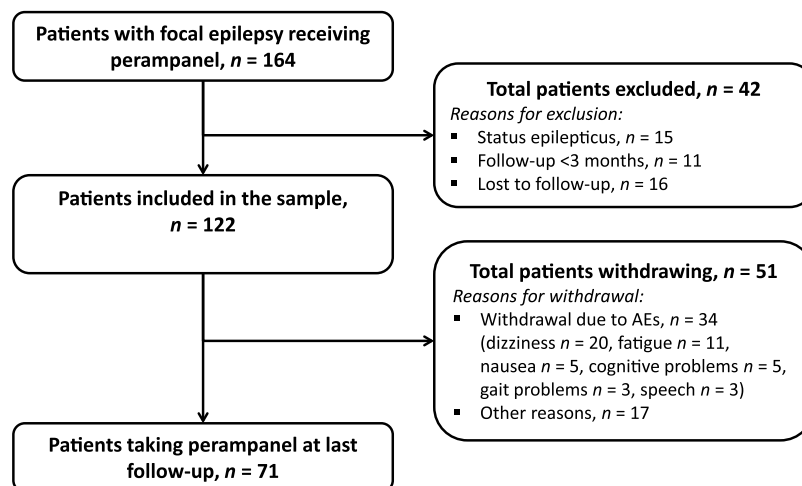 Patients with focal epilepsy receiving
perampanel, n = 164
Total patients excluded, n = 42
Reasons for exclusion:
▪ Status epilepticus, n = 15
▪ Follow-up <3 months, n = 11
▪ Lost to follow-up, n = 16
Patients included in the sample,
n = 122
Total patients withdrawing, n = 51
Reasons for withdrawal:
▪ Withdrawal due to AEs, n = 34
(dizziness n = 20, fatigue n = 11,
nausea n = 5, cognitive problems n = 5,
gait problems n = 3, speech n = 3)
▪ Other reasons, n = 17
Patients taking perampanel at last
follow-up, n = 71